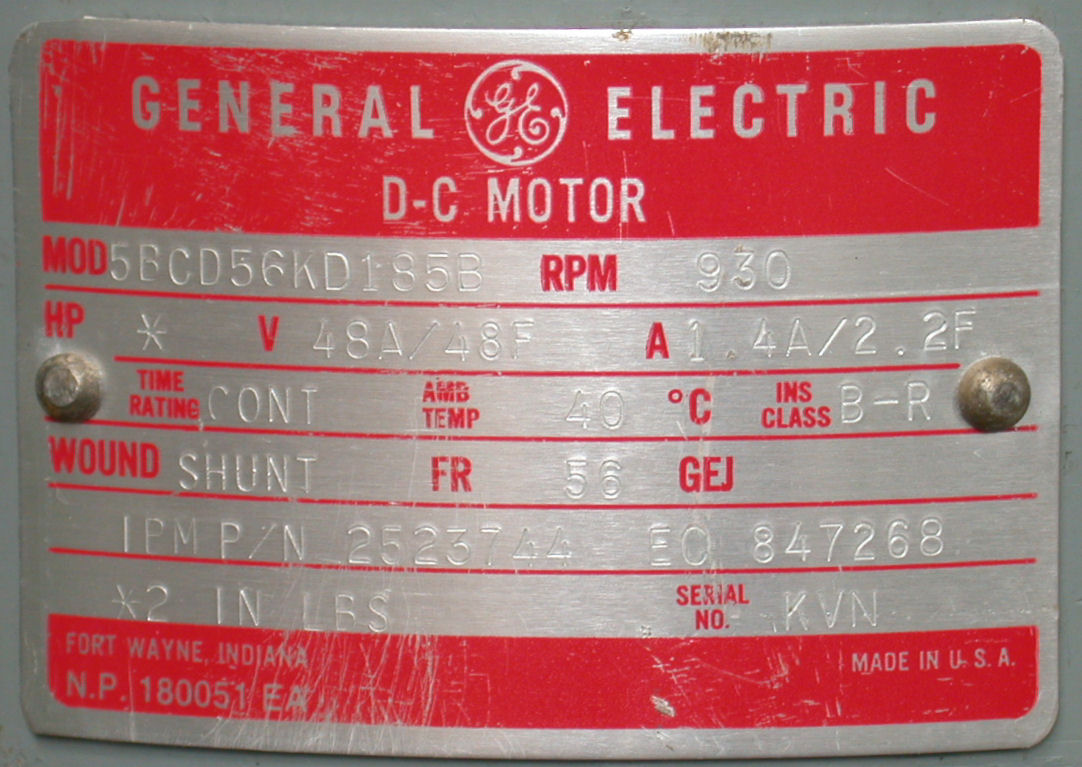 GENERAL GE ELECTRIC
D-C MOTOR
MOD 5BCD56KD185B RPM 930
HP * V 48A/48F A 1.4A/2.2F
TIME RATING CONT AMB TEMP 40 °C INS CLASS B-R
WOUND SHUNT FR 56 GEJ
IPM P/N 2523744 EC 847268
*2 IN LBS SERIAL NO. KVN
FORT WAYNE, INDIANA MADE IN U.S.A.
N.P. 180051 EA